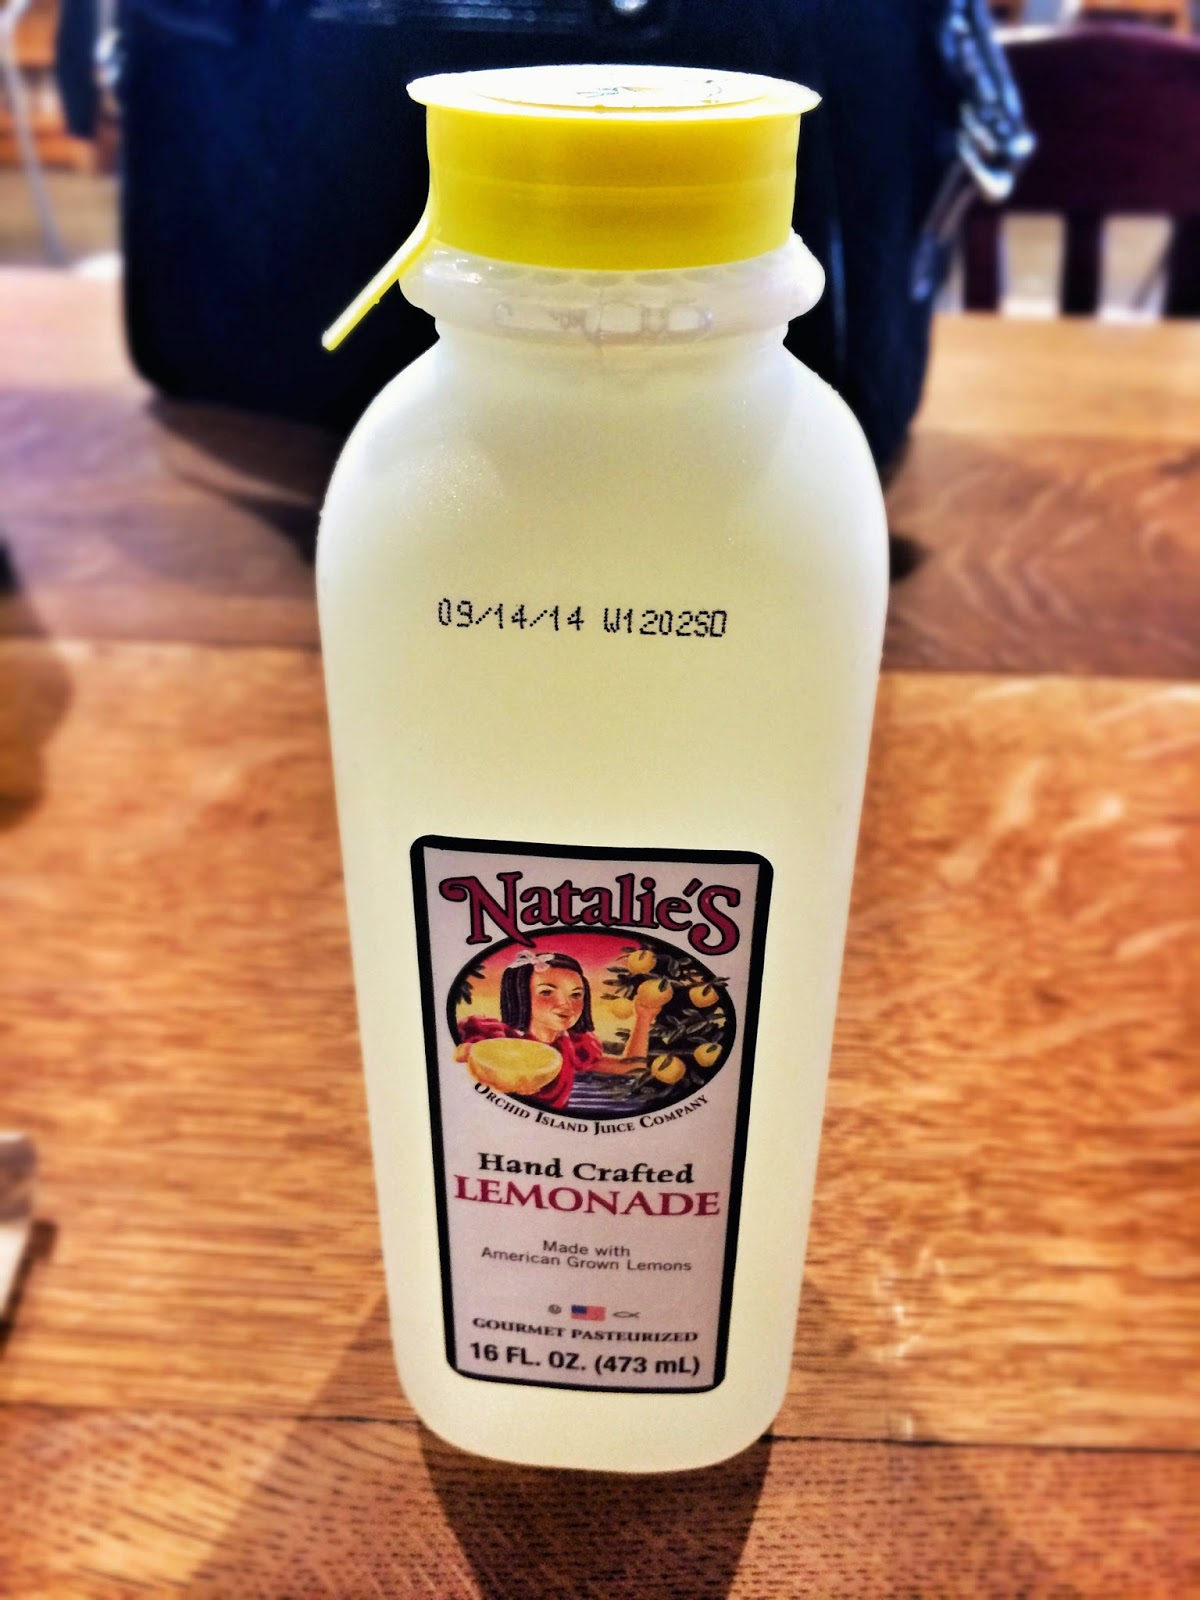 09/14/14 W1202SD
Natalie's
Orchid Island Juice Company
Hand Crafted
LEMONADE
Made with
American Grown Lemons
GOURMET PASTEURIZED
16 FL. OZ. (473 mL)